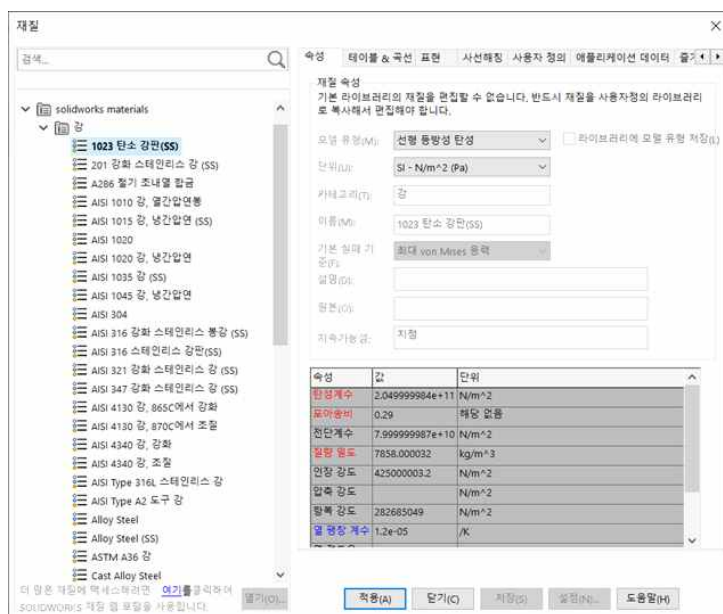 재질
검색...
solidworks materials
강
1023 탄소 강판(SS)
201 강화 스테인리스 강 (SS)
A286 철기 초내열 합금
AISI 1010 강, 열간압연봉
AISI 1015 강, 냉간압연 (SS)
AISI 1020
AISI 1020 강, 냉간압연
AISI 1035 강 (SS)
AISI 1045 강, 냉간압연
AISI 304
AISI 316 강화 스테인리스 봉강 (SS)
AISI 316 스테인리스 강판(SS)
AISI 321 강화 스테인리스 강 (SS)
AISI 347 강화 스테인리스 강 (SS)
AISI 4130 강, 865C에서 강화
AISI 4130 강, 870C에서 조질
AISI 4340 강, 강화
AISI 4340 강, 조질
AISI Type 316L 스테인리스 강
AISI Type A2 도구 강
Alloy Steel
Alloy Steel (SS)
ASTM A36 강
Cast Alloy Steel
더 많은 재질에 액세스하려면 여기를클릭하여
SOLIDWORKS 재질 웹 포털을 사용합니다.
열기(O)...
속성 테이블 & 곡선 표현 사선해칭 사용자 정의 애플리케이션 데이터 즐겨
재질 속성
기본 라이브러리의 재질을 편집할 수 없습니다. 반드시 재질을 사용자정의 라이브러리
로 복사해서 편집해야 합니다.
모델 유형(M): 선형 등방성 탄성 라이브러리에 모델 유형 저장(L)
단위(U): SI - N/m^2 (Pa)
카테고리(T): 강
이름(M): 1023 탄소 강판(SS)
기본 실패 기
준(F): 최대 von Mises 응력
설명(D):
원본(O):
지속가능성: 지정
속성 값 단위
탄성계수 2.049999984e+11 N/m^2
포아송비 0.29 해당 없음
전단계수 7.999999987e+10 N/m^2
질량 밀도 7858.000032 kg/m^3
인장 강도 425000003.2 N/m^2
압축 강도 N/m^2
항복 강도 282685049 N/m^2
열 팽창 계수 1.2e-05 /K
적용(A) 닫기(C) 저장(S) 설정(N)... 도움말(H)